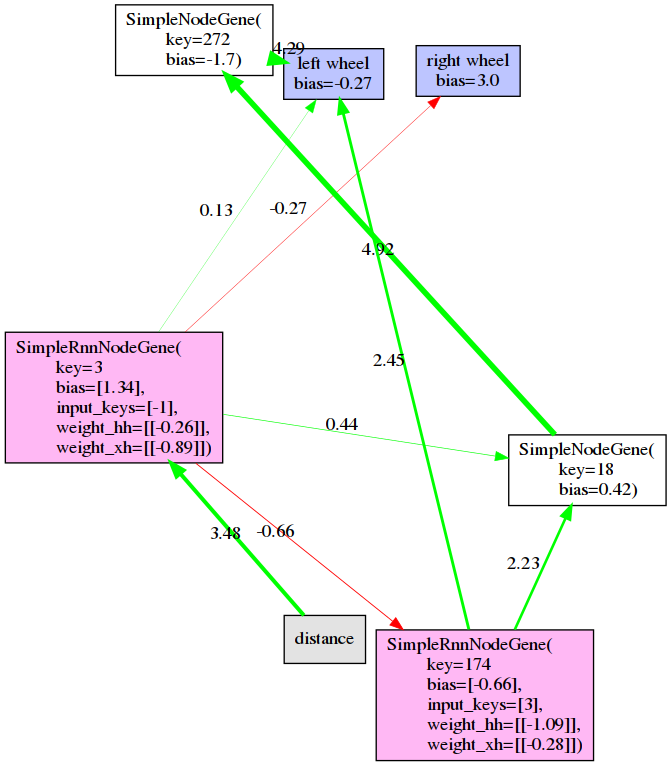 SimpleNodeGene(
key=272
bias=-1.7)
4.29
left wheel
bias=-0.27
right wheel
bias=3.0
0.13
-0.27
4.92
2.45
SimpleRnnNodeGene(
key=3
bias=[1.34],
input_keys=[-1],
weight_hh=[[-0.26]],
weight_xh=[[-0.89]])
0.44
SimpleNodeGene(
key=18
bias=0.42)
3.48
-0.66
2.23
distance
SimpleRnnNodeGene(
key=174
bias=[-0.66],
input_keys=[3],
weight_hh=[[-1.09]],
weight_xh=[[-0.28]])